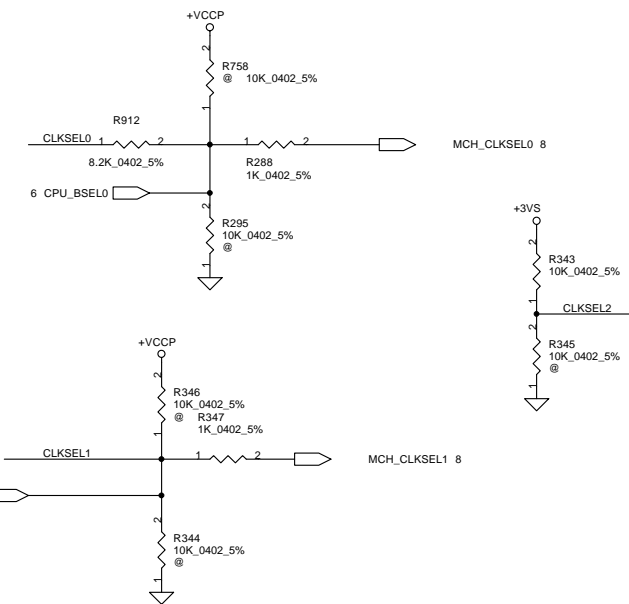 +VCCP
2
R758
@ 10K_0402_5%
1
R912
CLKSEL0 1 2
8.2K_0402_5%
1 2
R288
1K_0402_5%
MCH_CLKSEL0 8
6 CPU_BSEL0
2
R295
10K_0402_5%
@
1
+3VS
2
R343
10K_0402_5%
1
CLKSEL2
2
R345
10K_0402_5%
@
1
+VCCP
2
R346
10K_0402_5%
@ R347
1K_0402_5%
1
CLKSEL1
1 2
MCH_CLKSEL1 8
2
R344
10K_0402_5%
@
1